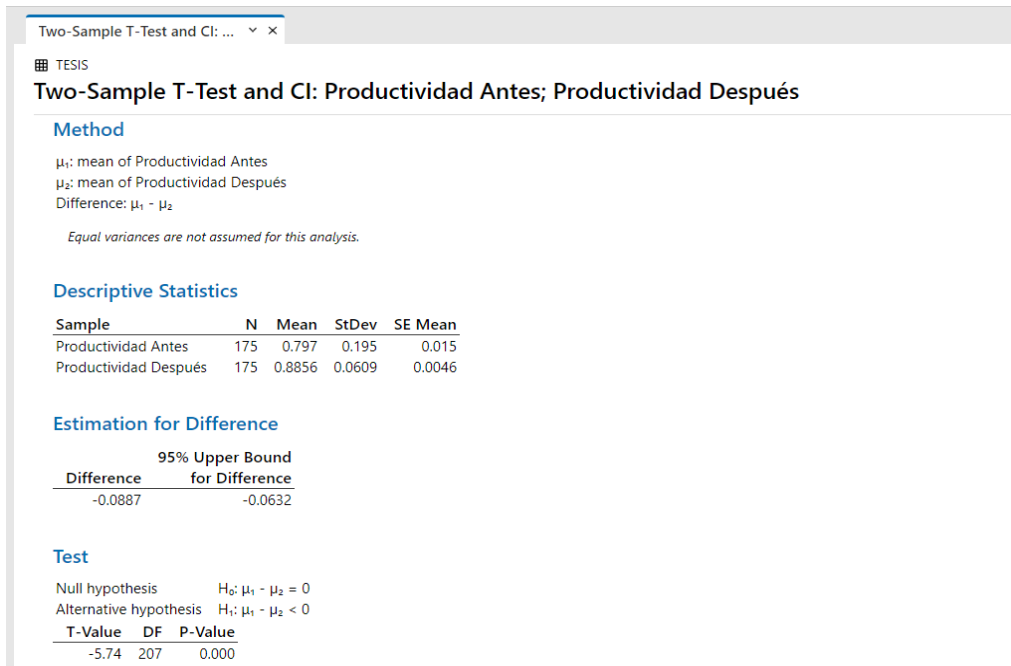 Two-Sample T-Test and CI: ...
TESIS
Two-Sample T-Test and CI: Productividad Antes; Productividad Después
Method
µ₁: mean of Productividad Antes
µ₂: mean of Productividad Después
Difference: µ₁ - µ₂
Equal variances are not assumed for this analysis.
Descriptive Statistics
Sample N Mean StDev SE Mean
Productividad Antes 175 0.797 0.195 0.015
Productividad Después 175 0.8856 0.0609 0.0046
Estimation for Difference
95% Upper Bound
Difference for Difference
-0.0887 -0.0632
Test
Null hypothesis H₀: µ₁ - µ₂ = 0
Alternative hypothesis H₁: µ₁ - µ₂ < 0
T-Value DF P-Value
-5.74 207 0.000